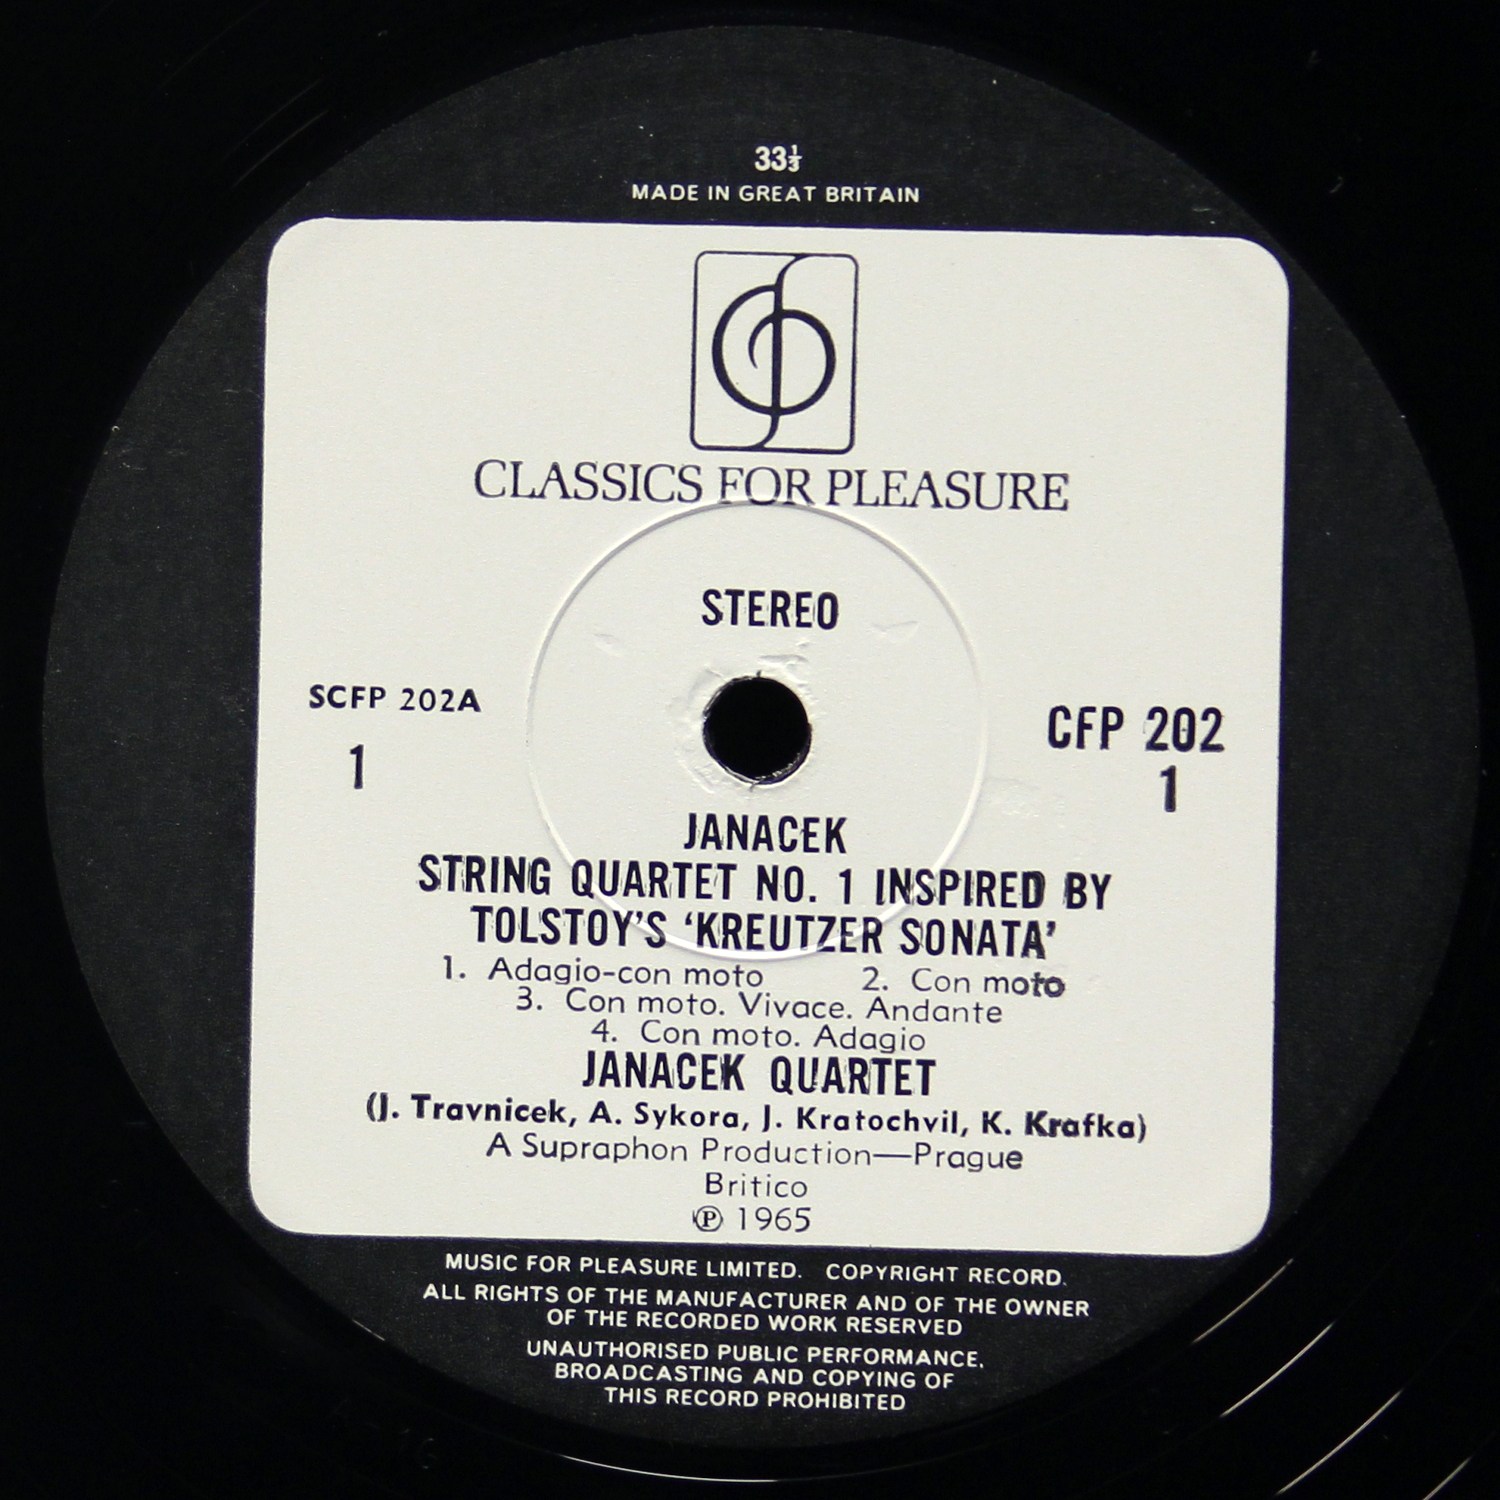 33⅓
MADE IN GREAT BRITAIN
CLASSICS FOR PLEASURE
STEREO
SCFP 202A
1
CFP 202
1
JANACEK
STRING QUARTET NO. 1 INSPIRED BY
TOLSTOY'S 'KREUTZER SONATA'
1. Adagio-con moto 2. Con moto
3. Con moto. Vivace. Andante
4. Con moto. Adagio
JANACEK QUARTET
(J. Travnicek, A. Sykora, J. Kratochvil, K. Krafka)
A Supraphon Production—Prague
Britico
℗ 1965
MUSIC FOR PLEASURE LIMITED. COPYRIGHT RECORD.
ALL RIGHTS OF THE MANUFACTURER AND OF THE OWNER
OF THE RECORDED WORK RESERVED
UNAUTHORISED PUBLIC PERFORMANCE,
BROADCASTING AND COPYING OF
THIS RECORD PROHIBITED